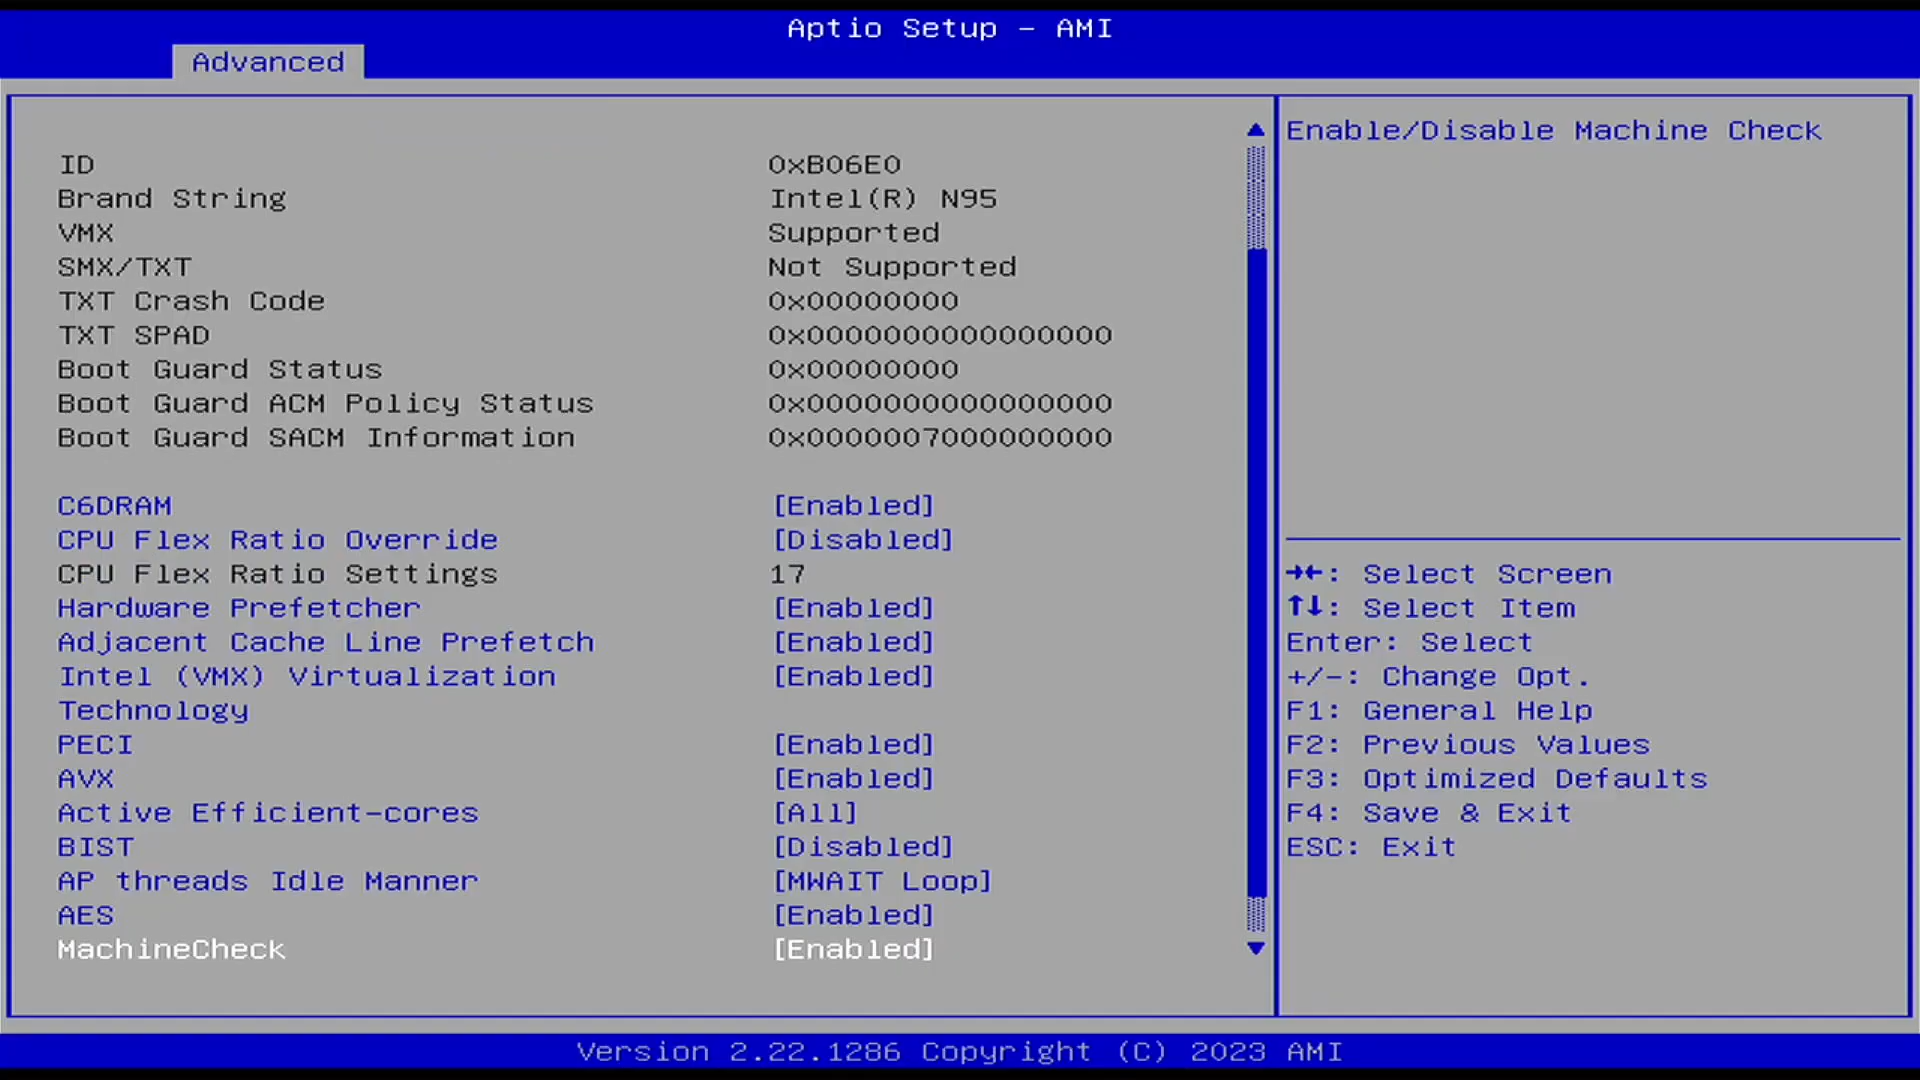 Aptio Setup – AMI
Advanced
Enable/Disable Machine Check
ID 0xB06E0
Brand String Intel(R) N95
VMX Supported
SMX/TXT Not Supported
TXT Crash Code 0x00000000
TXT SPAD 0x0000000000000000
Boot Guard Status 0x00000000
Boot Guard ACM Policy Status 0x0000000000000000
Boot Guard SACM Information 0x0000007000000000
C6DRAM [Enabled]
CPU Flex Ratio Override [Disabled]
CPU Flex Ratio Settings 17
Hardware Prefetcher [Enabled]
Adjacent Cache Line Prefetch [Enabled]
Intel (VMX) Virtualization [Enabled]
Technology
PECI [Enabled]
AVX [Enabled]
Active Efficient-cores [All]
BIST [Disabled]
AP threads Idle Manner [MWAIT Loop]
AES [Enabled]
MachineCheck [Enabled]
→←: Select Screen
↑↓: Select Item
Enter: Select
+/-: Change Opt.
F1: General Help
F2: Previous Values
F3: Optimized Defaults
F4: Save & Exit
ESC: Exit
Version 2.22.1286 Copyright (C) 2023 AMI